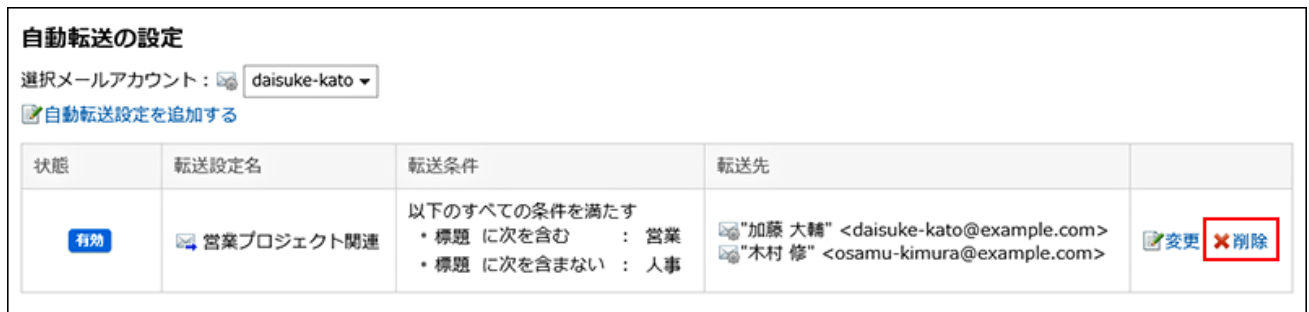 自動転送の設定
選択メールアカウント： daisuke-kato
自動転送設定を追加する
状態 転送設定名 転送条件 転送先
有効 営業プロジェクト関連
以下のすべての条件を満たす
・標題 に次を含む ： 営業
・標題 に次を含まない ： 人事
"加藤 大輔" <daisuke-kato@example.com>
"木村 修" <osamu-kimura@example.com>
変更 削除